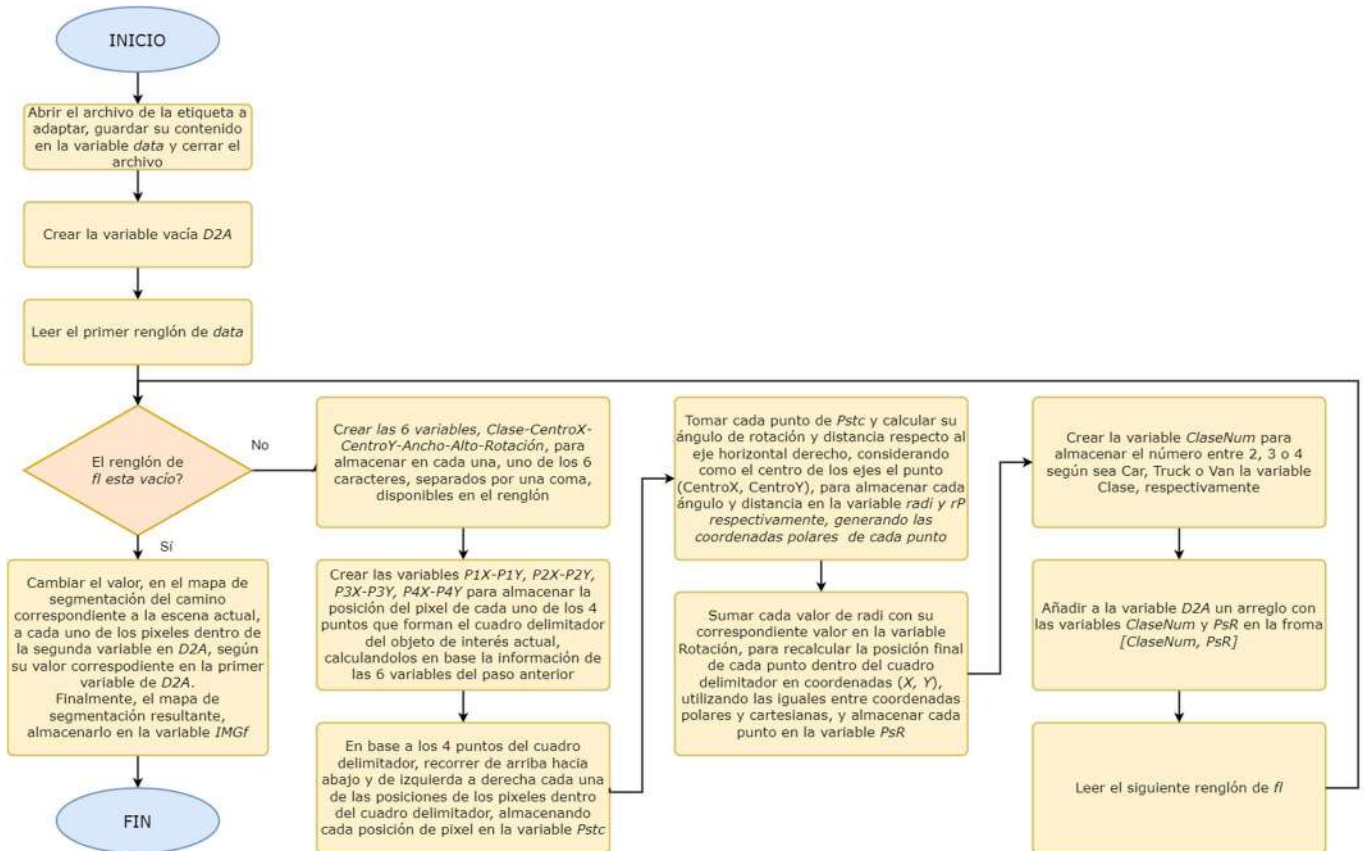 INICIO
Abrir el archivo de la etiqueta a
adaptar, guardar su contenido
en la variable data y cerrar el
archivo
Crear la variable vacía D2A
Leer el primer renglón de data
El renglón de
fl esta vacío?
No
Sí
Cambiar el valor, en el mapa de
segmentación del camino
correspondiente a la escena actual,
a cada uno de los pixeles dentro de
la segunda variable en D2A, según
su valor correspodiente en la primer
variable de D2A.
Finalmente, el mapa de
segmentación resultante,
almacenarlo en la variable IMGf
FIN
Crear las 6 variables, Clase-CentroX-
CentroY-Ancho-Alto-Rotación, para
almacenar en cada una, uno de los 6
caracteres, separados por una coma,
disponibles en el renglón
Crear las variables P1X-P1Y, P2X-P2Y,
P3X-P3Y, P4X-P4Y para almacenar la
posición del pixel de cada uno de los 4
puntos que forman el cuadro
delimitador del objeto de interés actual,
calculandolos en base la información de
las 6 variables del paso anterior
En base a los 4 puntos del cuadro
delimitador, recorrer de arriba hacia
abajo y de izquierda a derecha cada una
de las posiciones de los pixeles dentro
del cuadro delimitador, almacenando
cada posición de pixel en la variable Pstc
Tomar cada punto de Pstc y calcular su
ángulo de rotación y distancia respecto al
eje horizontal derecho, considerando
como el centro de los ejes el punto
(CentroX, CentroY), para almacenar cada
ángulo y distancia en la variable radi y rP
respectivamente, generando las
coordenadas polares de cada punto
Sumar cada valor de radi con su
correspondiente valor en la variable
Rotación, para recalcular la posición final
de cada punto dentro del cuadro
delimitador en coordenadas (X, Y),
utilizando las iguales entre coordenadas
polares y cartesianas, y almacenar cada
punto en la variable PsR
Crear la variable ClaseNum para
almacenar el número entre 2, 3 o 4
según sea Car, Truck o Van la variable
Clase, respectivamente
Añadir a la variable D2A un arreglo con
las variables ClaseNum y PsR en la froma
[ClaseNum, PsR]
Leer el siguiente renglón de fl